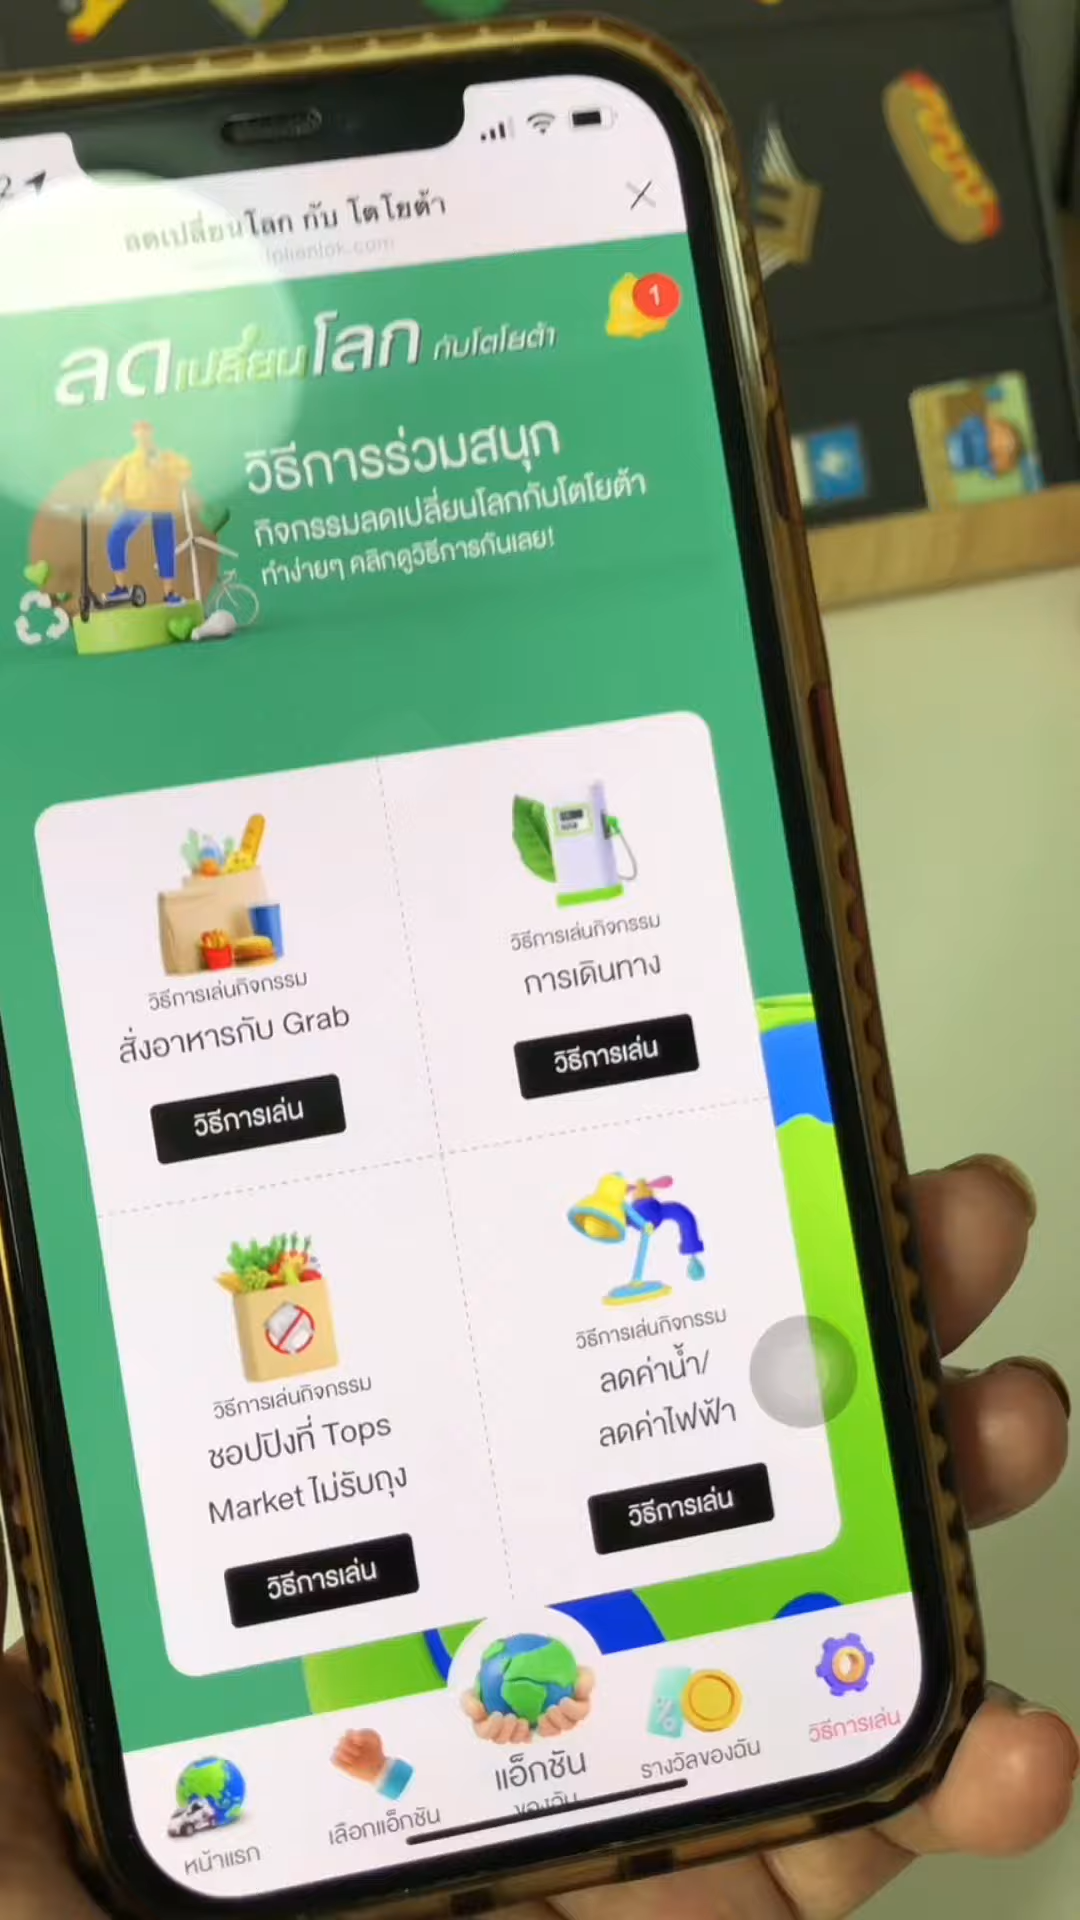 ลดเปลี่ยนโลก กับ โตโยต้า
1
ลดเปลี่ยนโลก กับโตโยต้า
วิธีการร่วมสนุก
กิจกรรมลดเปลี่ยนโลกกับโตโยต้า
ทำง่ายๆ คลิกดูวิธีการกันเลย!
วิธีการเล่นกิจกรรม
สั่งอาหารกับ Grab
วิธีการเล่น
วิธีการเล่นกิจกรรม
การเดินทาง
วิธีการเล่น
วิธีการเล่นกิจกรรม
ชอปปิงที่ Tops
Market ไม่รับถุง
วิธีการเล่น
วิธีการเล่นกิจกรรม
ลดค่าน้ำ/
ลดค่าไฟฟ้า
วิธีการเล่น
หน้าแรก
เลือกแอ็กชัน
แอ็กชัน
ของฉัน
รางวัลของฉัน
วิธีการเล่น